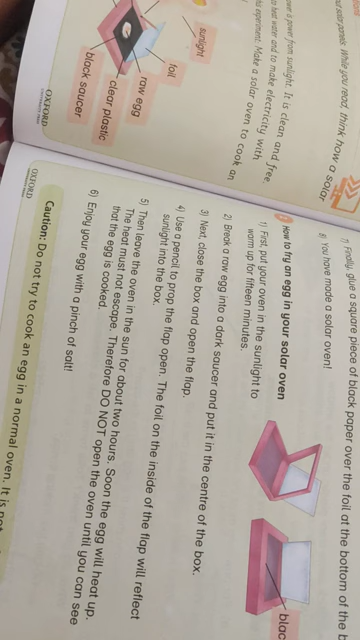 out solar panels. While you read, think how a solar
ower is power from sunlight. It is clean and free.
heat water and to make electricity with
experiment: Make a solar oven to cook an
sunlight
foil
raw egg
clear plastic
black saucer
OXFORD
7) Finally, glue a square piece of black paper over the foil at the bottom of the
8) You have made a solar oven!
How to fry an egg in your solar oven
1) First, put your oven in the sunlight to
warm up for fifteen minutes.
2) Break a raw egg into a dark saucer and put it in the centre of the box.
3) Next, close the box and open the flap.
4) Use a pencil to prop the flap open. The foil on the inside of the flap will reflect
sunlight into the box.
5) Then leave the oven in the sun for about two hours. Soon the egg will heat up.
The heat must not escape. Therefore DO NOT open the oven until you can see
that the egg is cooked.
6) Enjoy your egg with a pinch of salt!
blac
OXFORD
Caution: Do not try to cook an egg in a normal oven. It is